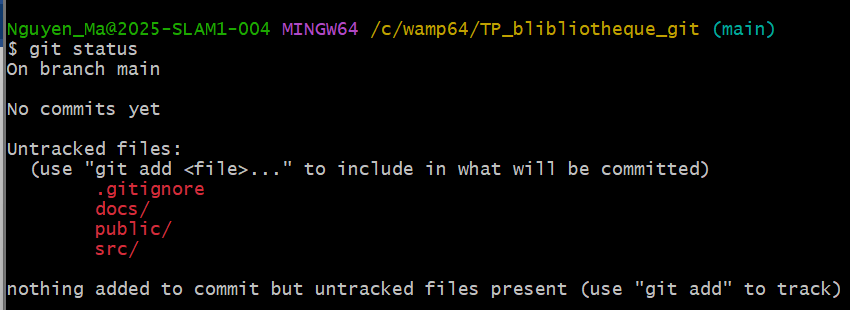 Nguyen_Ma@2025-SLAM1-004 MINGW64 /c/wamp64/TP_blibliotheque_git (main)
$ git status
On branch main
No commits yet
Untracked files:
(use "git add <file>..." to include in what will be committed)
.gitignore
docs/
public/
src/
nothing added to commit but untracked files present (use "git add" to track)